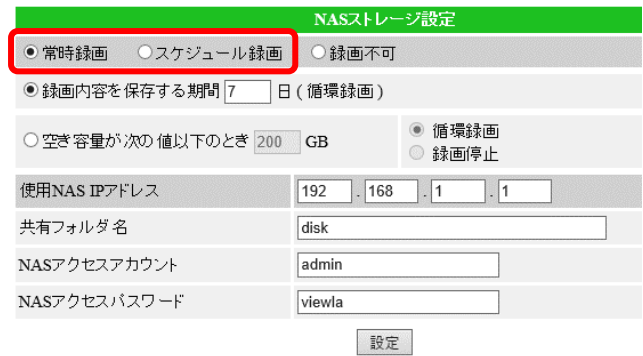 NASストレージ設定
常時録画 スケジュール録画 録画不可
録画内容を保存する期間 7 日 ( 循環録画 )
空き容量が次の値以下のとき 200 GB
循環録画
録画停止
使用NAS IPアドレス 192 . 168 . 1 . 1
共有フォルダ名 disk
NASアクセスアカウント admin
NASアクセスパスワード viewla
設定